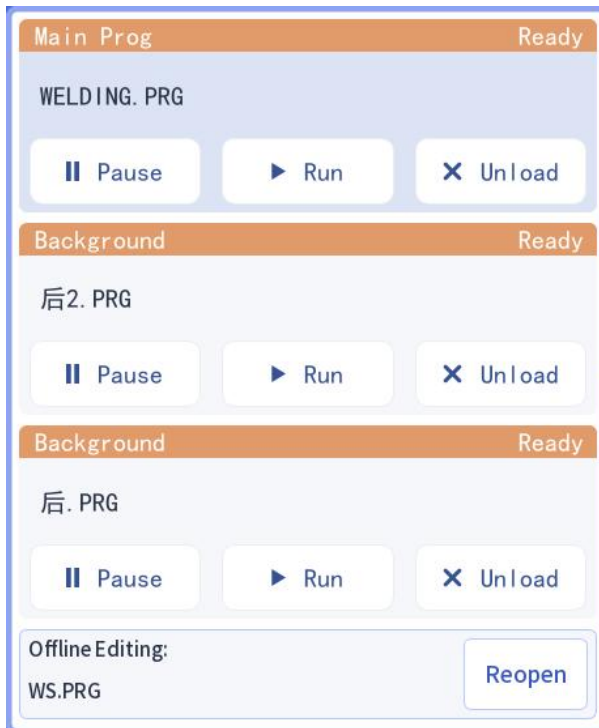 Main Prog Ready
WELDING.PRG
Pause Run Unload
Background Ready
后2.PRG
Pause Run Unload
Background Ready
后.PRG
Pause Run Unload
Offline Editing:
WS.PRG
Reopen